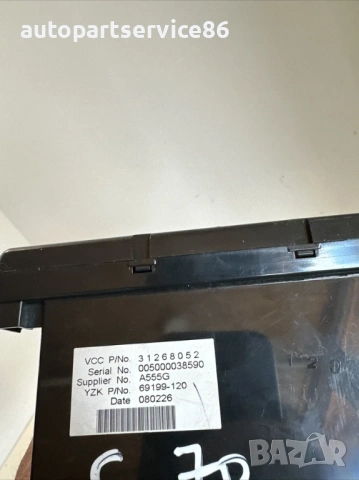 autopartservice86
VCC P/No. 31268052
Serial No. 005000038590
Supplier No. A555G
YZK P/No. 69199-120
Date 080226
BAZAR